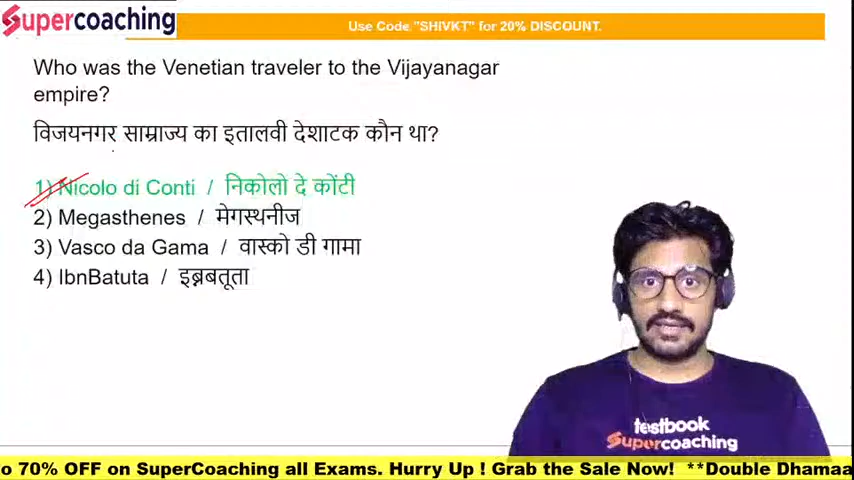 Supercoaching
Use Code "SHIVKT" for 20% DISCOUNT.
Who was the Venetian traveler to the Vijayanagar
empire?
विजयनगर साम्राज्य का इतालवी देशाटक कौन था?
1) Nicolo di Conti / निकोलो दे कोंटी
2) Megasthenes / मेगस्थनीज
3) Vasco da Gama / वास्को डी गामा
4) IbnBatuta / इब्नबतूता
testbook
Supercoaching
o 70% OFF on SuperCoaching all Exams. Hurry Up ! Grab the Sale Now! **Double Dhamaa